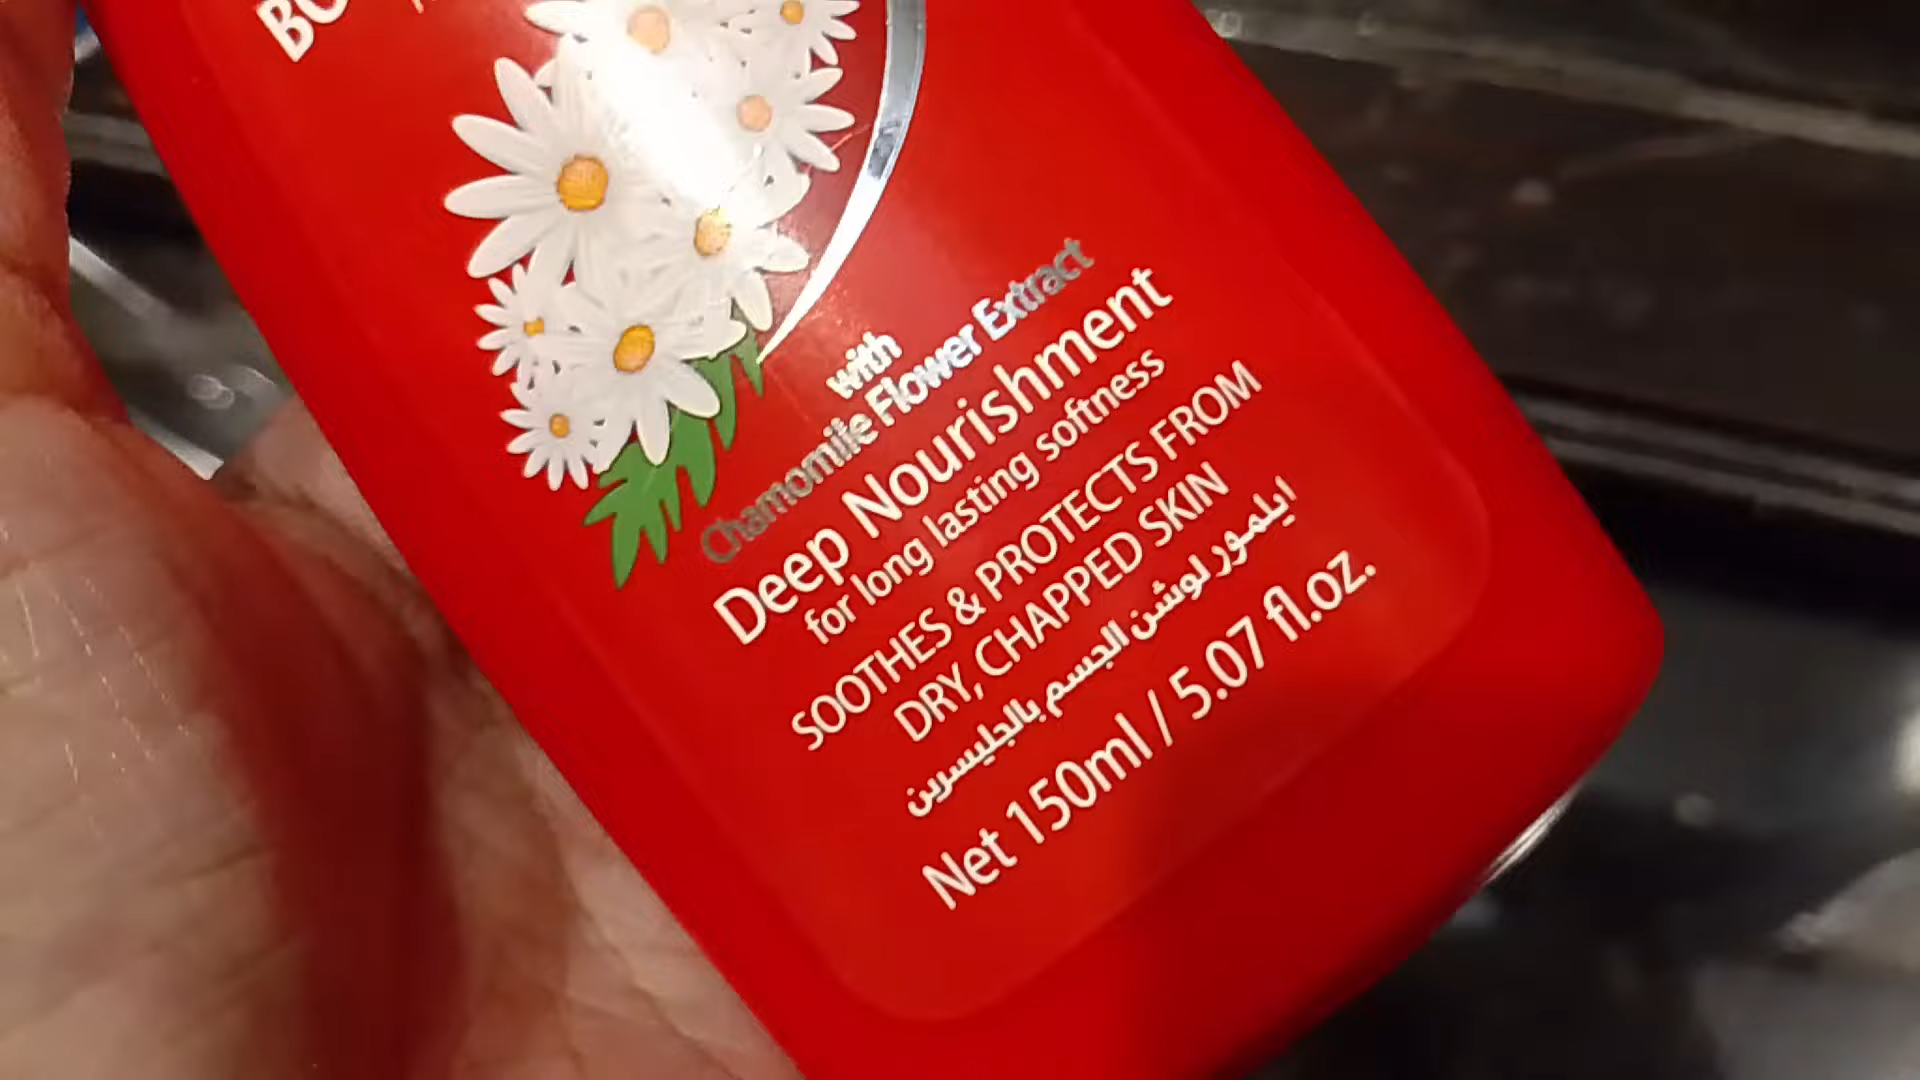 with
Chamomile Flower Extract
Deep Nourishment
for long lasting softness
SOOTHES & PROTECTS FROM
DRY, CHAPPED SKIN
ايلمور لوشن الجسم بالجليسرين
Net 150ml / 5.07 fl.oz.